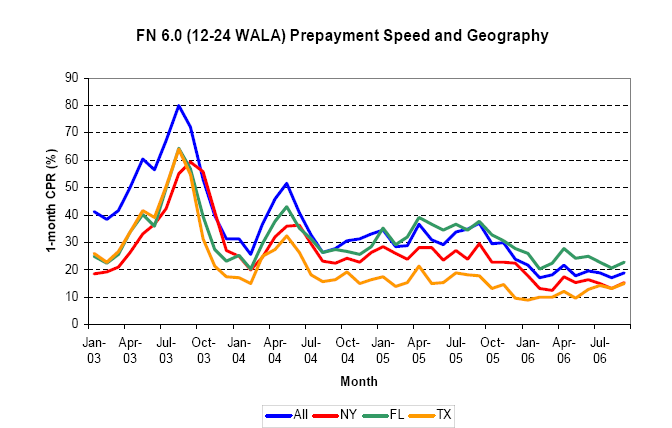 FN 6.0 (12-24 WALA) Prepayment Speed and Geography
1-month CPR (%)
90
80
70
60
50
40
30
20
10
0
Jan-03 Apr-03 Jul-03 Oct-03 Jan-04 Apr-04 Jul-04 Oct-04 Jan-05 Apr-05 Jul-05 Oct-05 Jan-06 Apr-06 Jul-06
Month
All NY FL TX